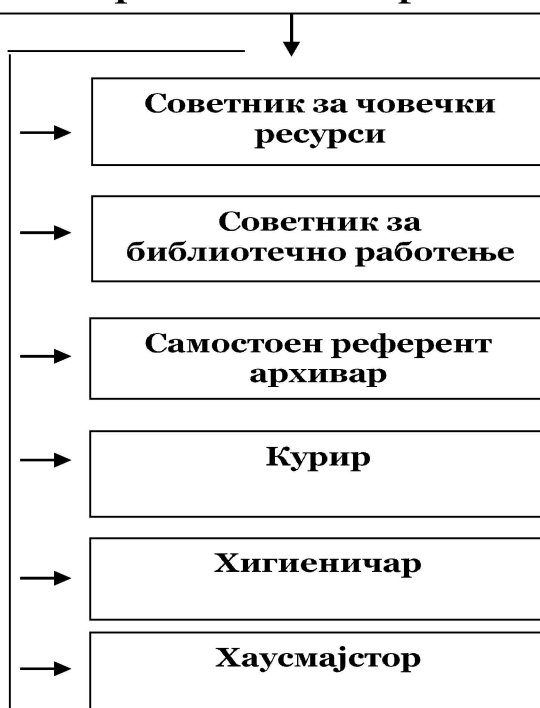 Советник за човечки
ресурси
Советник за
библиотечно работење
Самостоен референт
архивар
Курир
Хигиеничар
Хаусмајстор